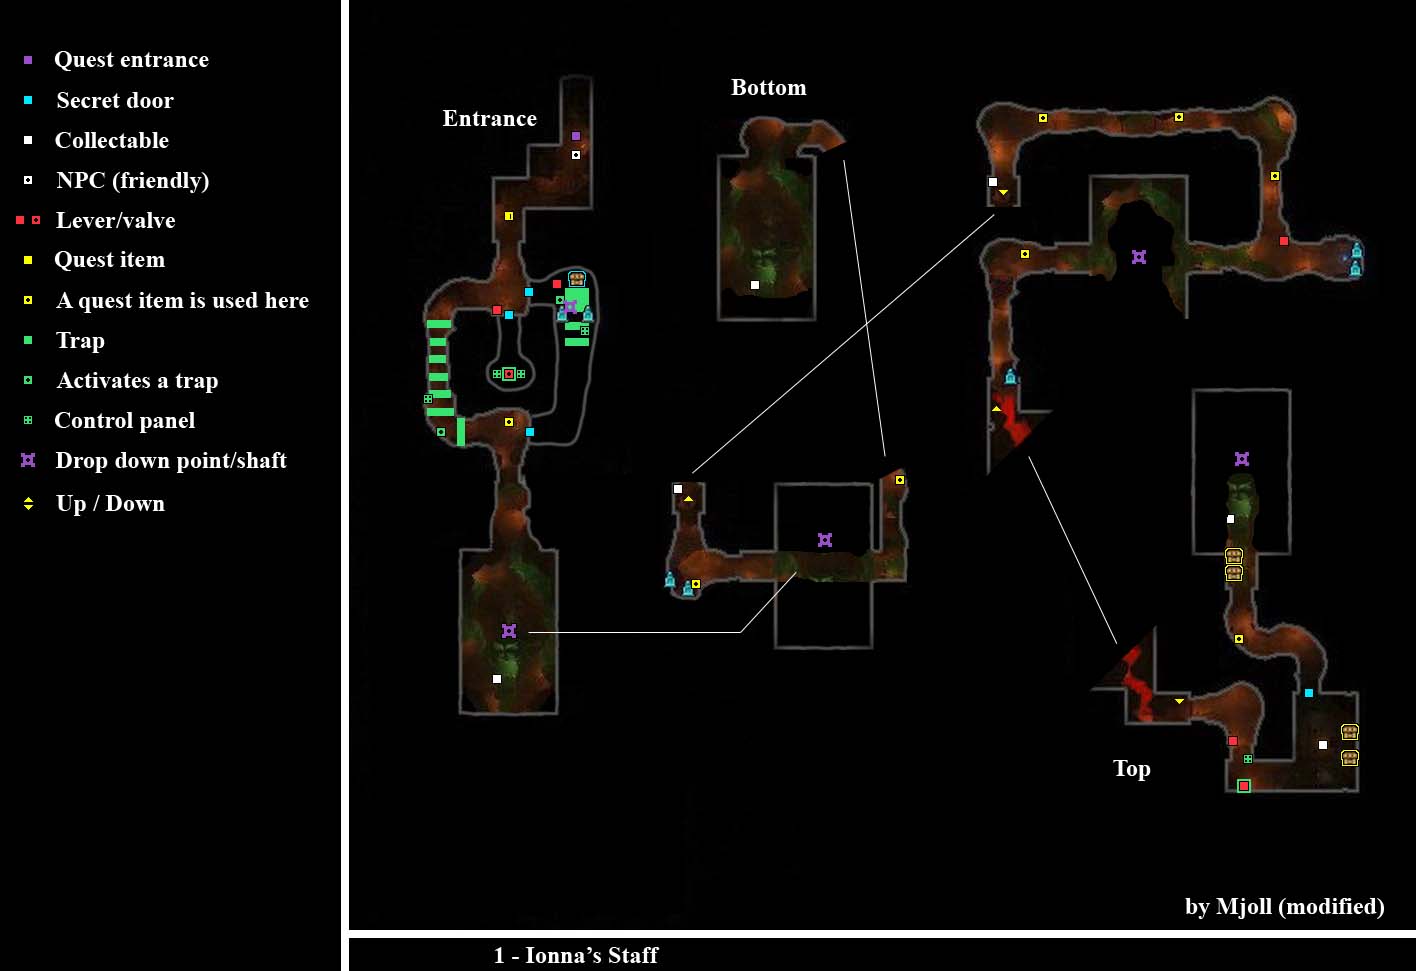 Quest entrance
Secret door
Collectable
NPC (friendly)
Lever/valve
Quest item
A quest item is used here
Trap
Activates a trap
Control panel
Drop down point/shaft
Up / Down
Entrance
Bottom
Top
by Mjoll (modified)
1 - Ionna’s Staff